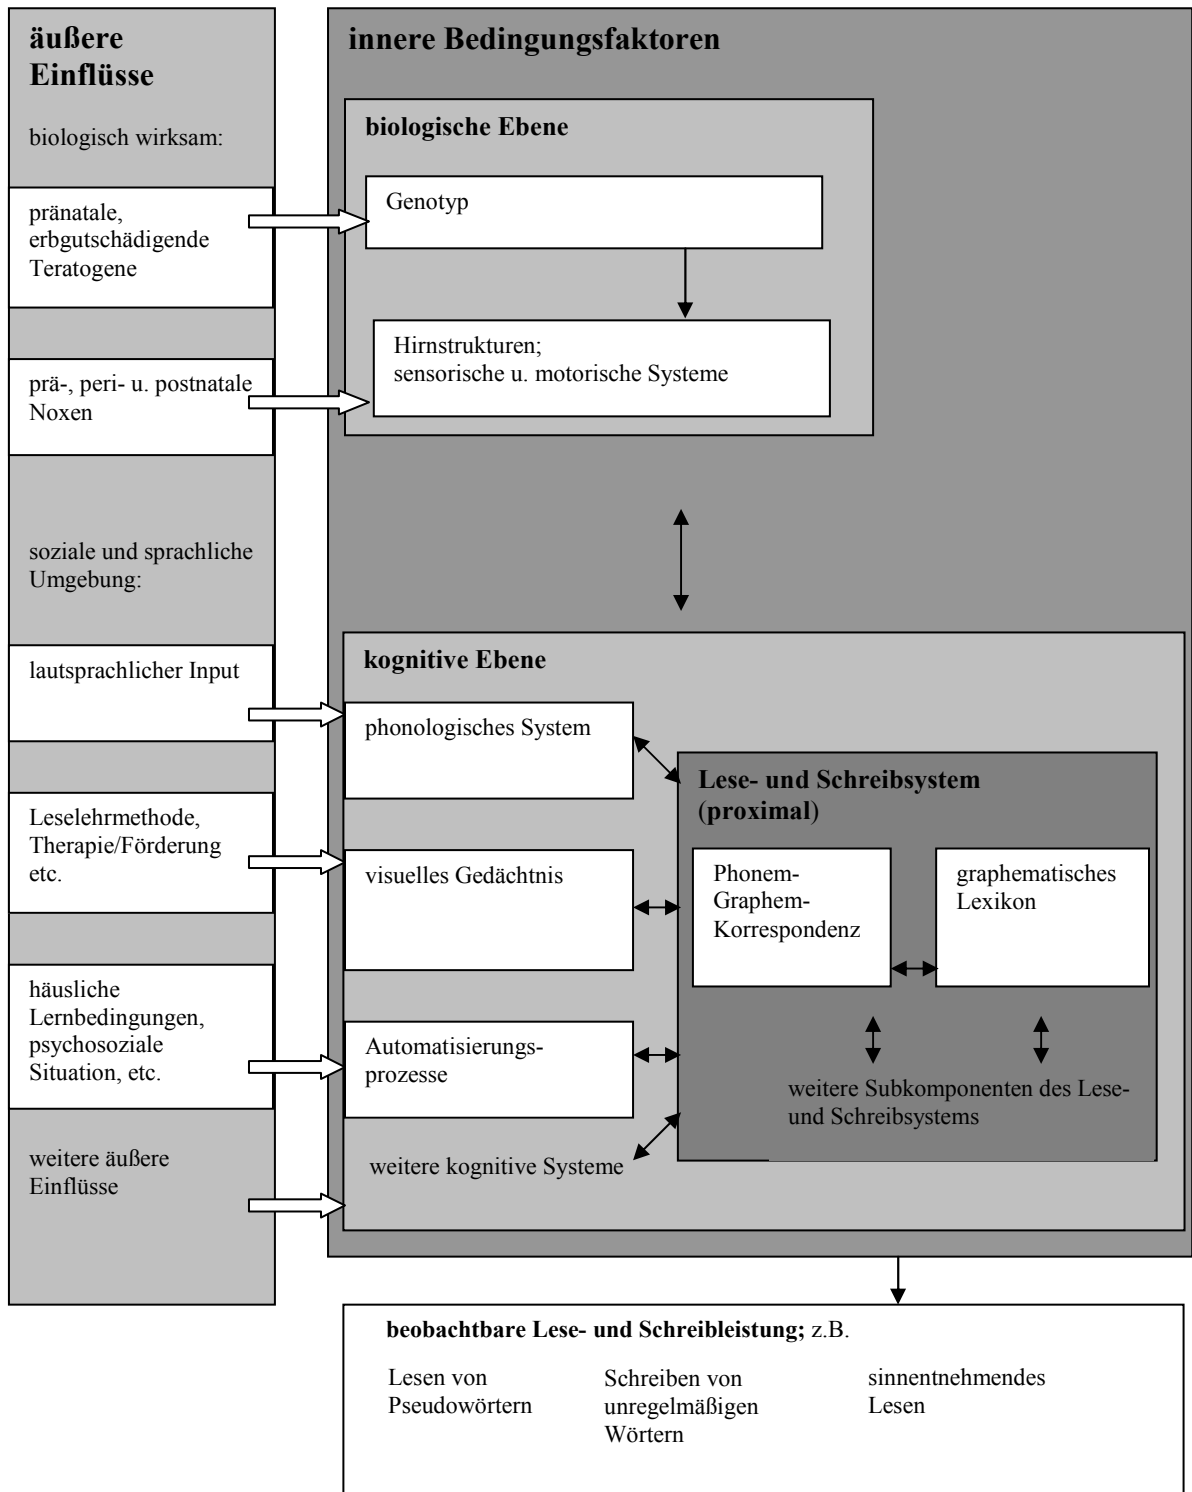 äußere
Einflüsse
biologisch wirksam:
pränatale,
erbgutschädigende
Teratogene
prä-, peri- u. postnatale
Noxen
soziale und sprachliche
Umgebung:
lautsprachlicher Input
Leselehrmethode,
Therapie/Förderung
etc.
häusliche
Lernbedingungen,
psychosoziale
Situation, etc.
weitere äußere
Einflüsse
innere Bedingungsfaktoren
biologische Ebene
Genotyp
Hirnstrukturen;
sensorische u. motorische Systeme
kognitive Ebene
phonologisches System
visuelles Gedächtnis
Automatisierungs-
prozesse
weitere kognitive Systeme
Lese- und Schreibsystem
(proximal)
Phonem-
Graphem-
Korrespondenz
graphematisches
Lexikon
weitere Subkomponenten des Lese-
und Schreibsystems
beobachtbare Lese- und Schreibleistung; z.B.
Lesen von
Pseudowörtern
Schreiben von
unregelmäßigen
Wörtern
sinnentnehmendes
Lesen